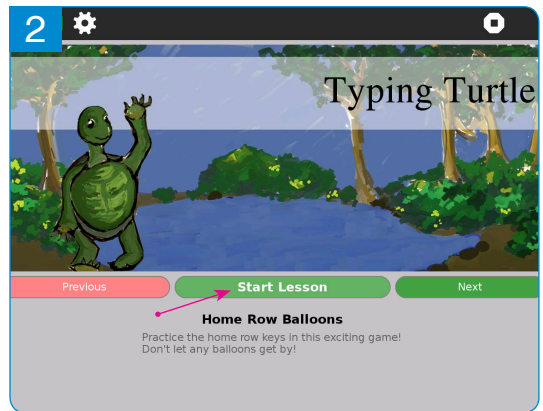 2
Typing Turtle
Previous
Start Lesson
Next
Home Row Balloons
Practice the home row keys in this exciting game!
Don't let any balloons get by!